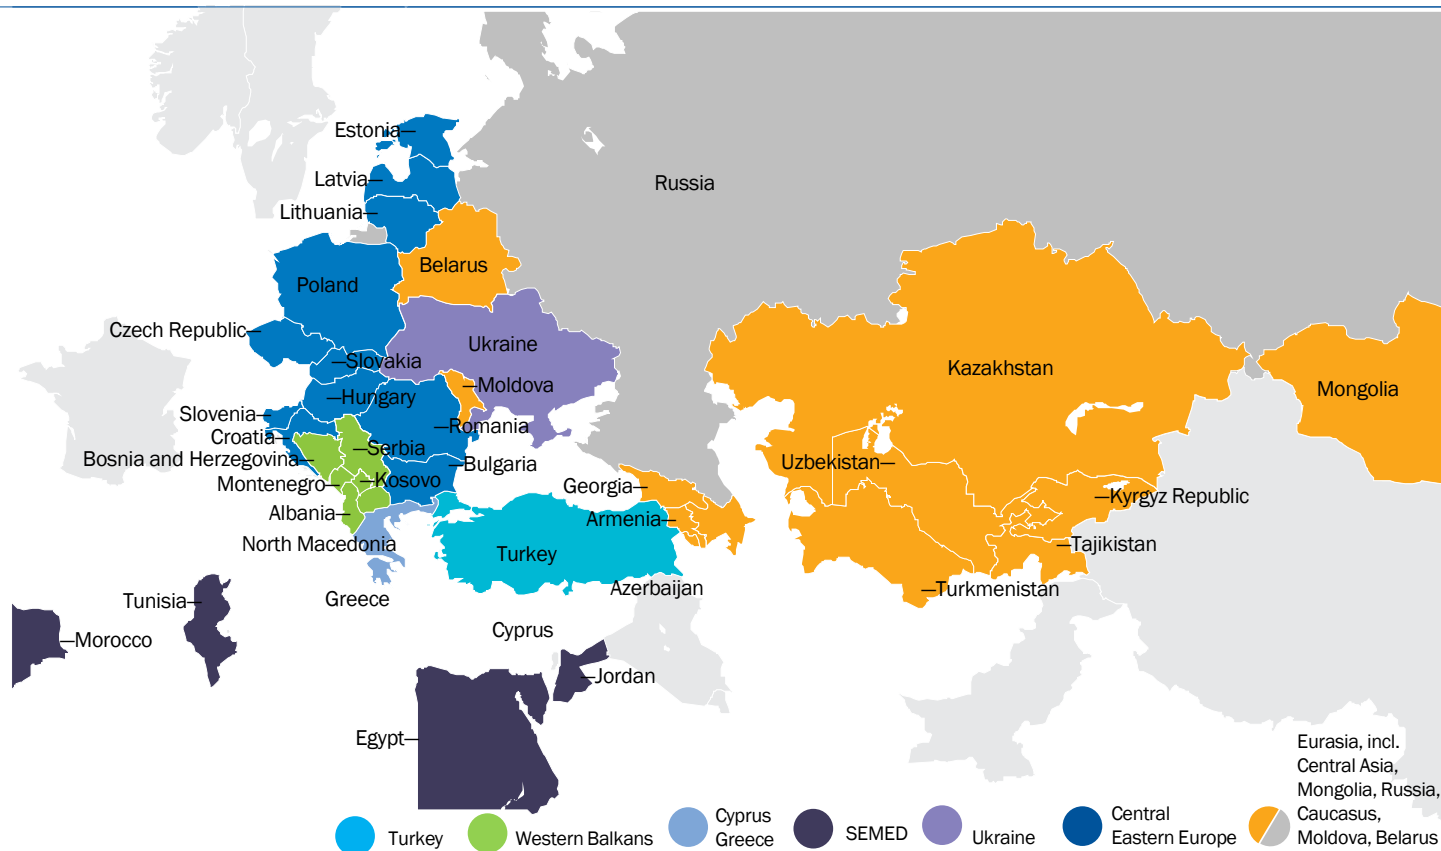 Estonia
Russia
Latvia
Lithuania
Belarus
Poland
Czech Republic
Ukraine
Slovakia
Kazakhstan
Moldova
Mongolia
Hungary
Slovenia
Romania
Croatia
Serbia
Bosnia and Herzegovina
Bulgaria
Uzbekistan
Kosovo
Montenegro
Georgia
Kyrgyz Republic
Albania
Armenia
North Macedonia
Turkey
Tajikistan
Azerbaijan
Turkmenistan
Greece
Tunisia
Cyprus
Morocco
Jordan
Egypt
Turkey
Western Balkans
Cyprus
Greece
SEMED
Ukraine
Central
Eastern Europe
Eurasia, incl.
Central Asia,
Mongolia, Russia,
Caucasus,
Moldova, Belarus